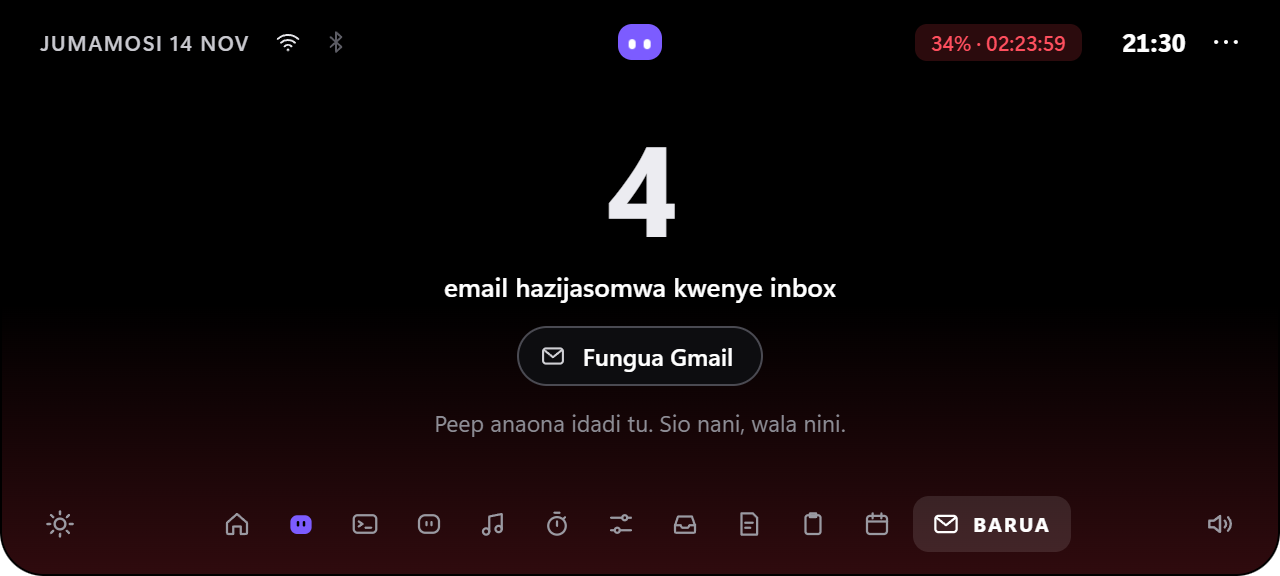 JUMAMOSI 14 NOV
34% · 02:23:59
21:30
4
email hazijasomwa kwenye inbox
Fungua Gmail
Peep anaona idadi tu. Sio nani, wala nini.
BARUA